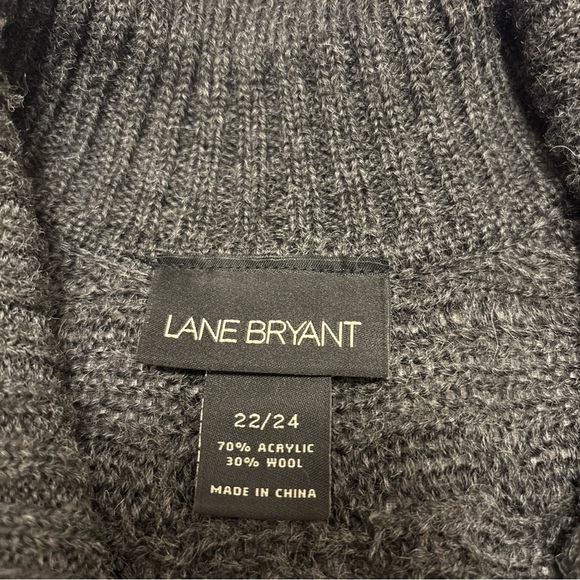 LANE BRYANT
22/24
70% ACRYLIC
30% WOOL
MADE IN CHINA